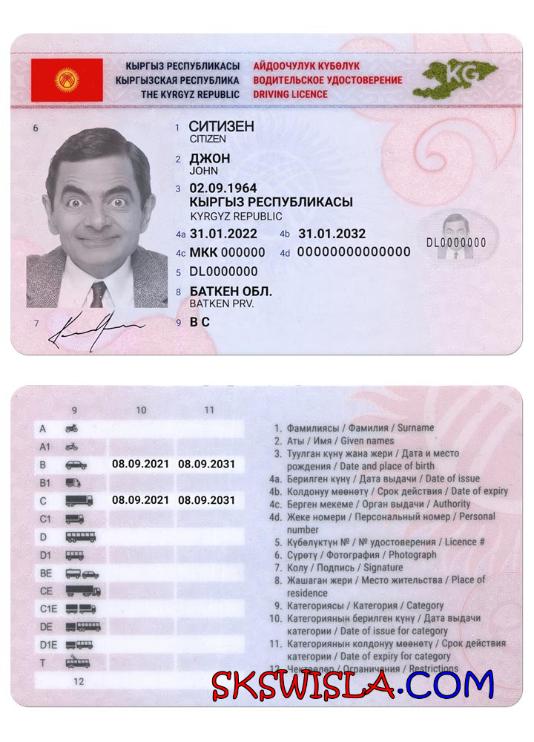 КЫРГЫЗ РЕСПУБЛИКАСЫ АЙДООЧУЛУК КҮБӨЛҮК
КЫРГЫЗСКАЯ РЕСПУБЛИКА ВОДИТЕЛЬСКОЕ УДОСТОВЕРЕНИЕ
THE KYRGYZ REPUBLIC DRIVING LICENCE
KG
6
1 СИТИЗЕН
CITIZEN
2 ДЖОН
JOHN
3 02.09.1964
КЫРГЫЗ РЕСПУБЛИКАСЫ
KYRGYZ REPUBLIC
4a 31.01.2022 4b 31.01.2032
4c МКК 000000 4d 00000000000000
DL0000000
5 DL0000000
8 БАТКЕН ОБЛ.
BATKEN PRV.
7
9 B C
9 10 11
A
A1
B 08.09.2021 08.09.2031
B1
C 08.09.2021 08.09.2031
C1
D
D1
BE
CE
C1E
DE
D1E
T
12
1. Фамилиясы / Фамилия / Surname
2. Аты / Имя / Given names
3. Туулган күнү жана жери / Дата и место
рождения / Date and place of birth
4a. Берилген күнү / Дата выдачи / Date of issue
4b. Колдонуу мөөнөтү / Срок действия / Date of expiry
4c. Берген мекеме / Орган выдачи / Authority
4d. Жеке номери / Персональный номер / Personal
number
5. Күбөлүктүн № / № удостоверения / Licence #
6. Сүрөтү / Фотография / Photograph
7. Колу / Подпись / Signature
8. Жашаган жери / Место жительства / Place of
residence
9. Категориясы / Категория / Category
10. Категориянын берилген күнү / Дата выдачи
категории / Date of issue for category
11. Категориянын колдонуу мөөнөтү / Срок действия
категории / Date of expiry for category
12. Чектөөлөр / Ограничения / Restrictions
SKSWISLA.COM